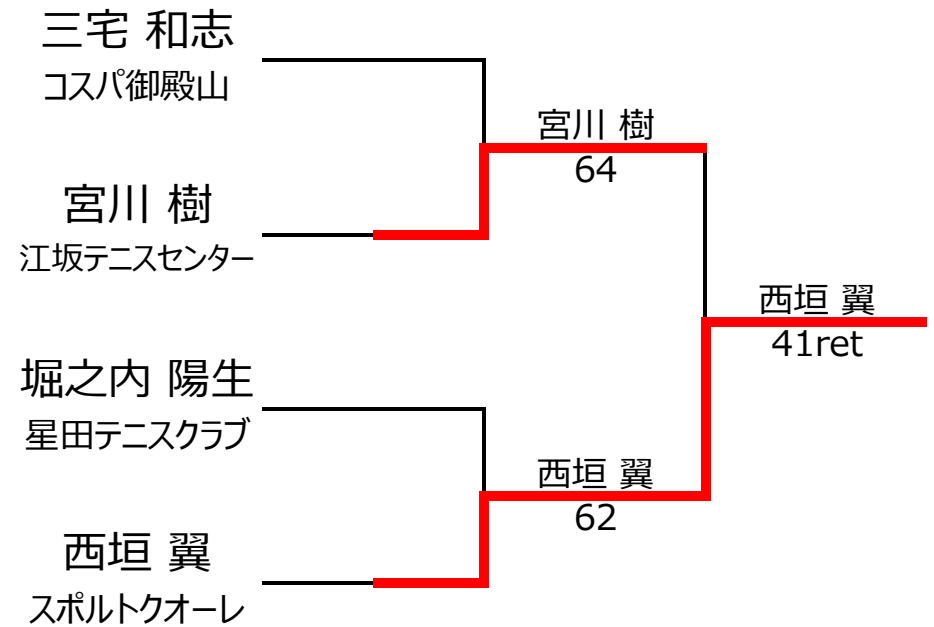 三宅 和志
コスパ御殿山
宮川 樹
64
宮川 樹
江坂テニスセンター
西垣 翼
41ret
堀之内 陽生
星田テニスクラブ
西垣 翼
62
西垣 翼
スポルトクオーレ